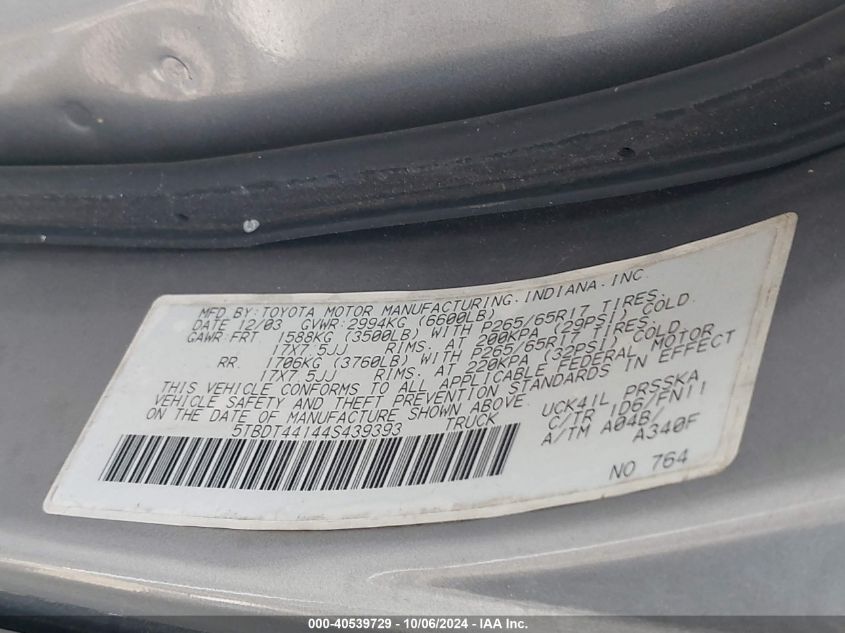 MFD.BY:TOYOTA MOTOR MANUFACTURING.INDIANA.INC
DATE 12/03 GVWR:2994KG (6600LB)
GAWR:FRT 1588KG (3500LB) WITH P265/65R17 TIRES,
17X7.5JJ RIMS. AT 200KPA (29PSI) COLD
RR 1706KG (3760LB) WITH P265/65R17 TIRES,
17X7.5JJ RIMS. AT 220KPA (32PSI) COLD
THIS VEHICLE CONFORMS TO ALL APPLICABLE FEDERAL MOTOR
VEHICLE SAFETY AND THEFT PREVENTION STANDARDS IN EFFECT
ON THE DATE OF MANUFACTURE SHOWN ABOVE.
5TBDT44144S439393 TRUCK
UCK41L PRSSKA
C/TR 1D6/FN11
A/TM A04B/
A340F
NO 764
000-40539729 - 10/06/2024 - IAA Inc.